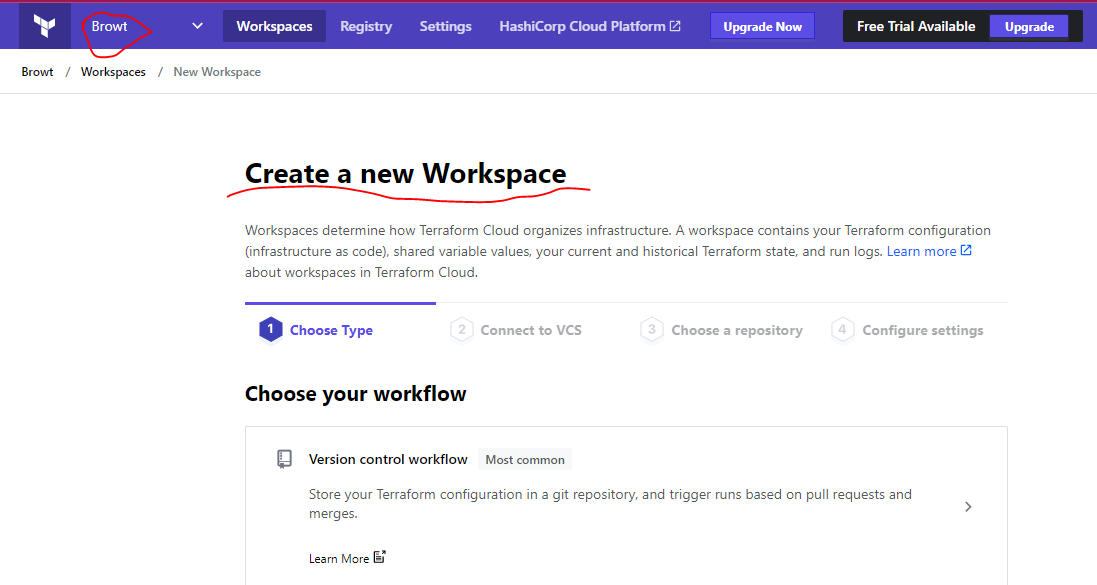 Browt Workspaces Registry Settings HashiCorp Cloud Platform Upgrade Now Free Trial Available Upgrade
Browt / Workspaces / New Workspace
Create a new Workspace
Workspaces determine how Terraform Cloud organizes infrastructure. A workspace contains your Terraform configuration
(infrastructure as code), shared variable values, your current and historical Terraform state, and run logs. Learn more
about workspaces in Terraform Cloud.
1 Choose Type 2 Connect to VCS 3 Choose a repository 4 Configure settings
Choose your workflow
Version control workflow Most common
Store your Terraform configuration in a git repository, and trigger runs based on pull requests and
merges.
Learn More